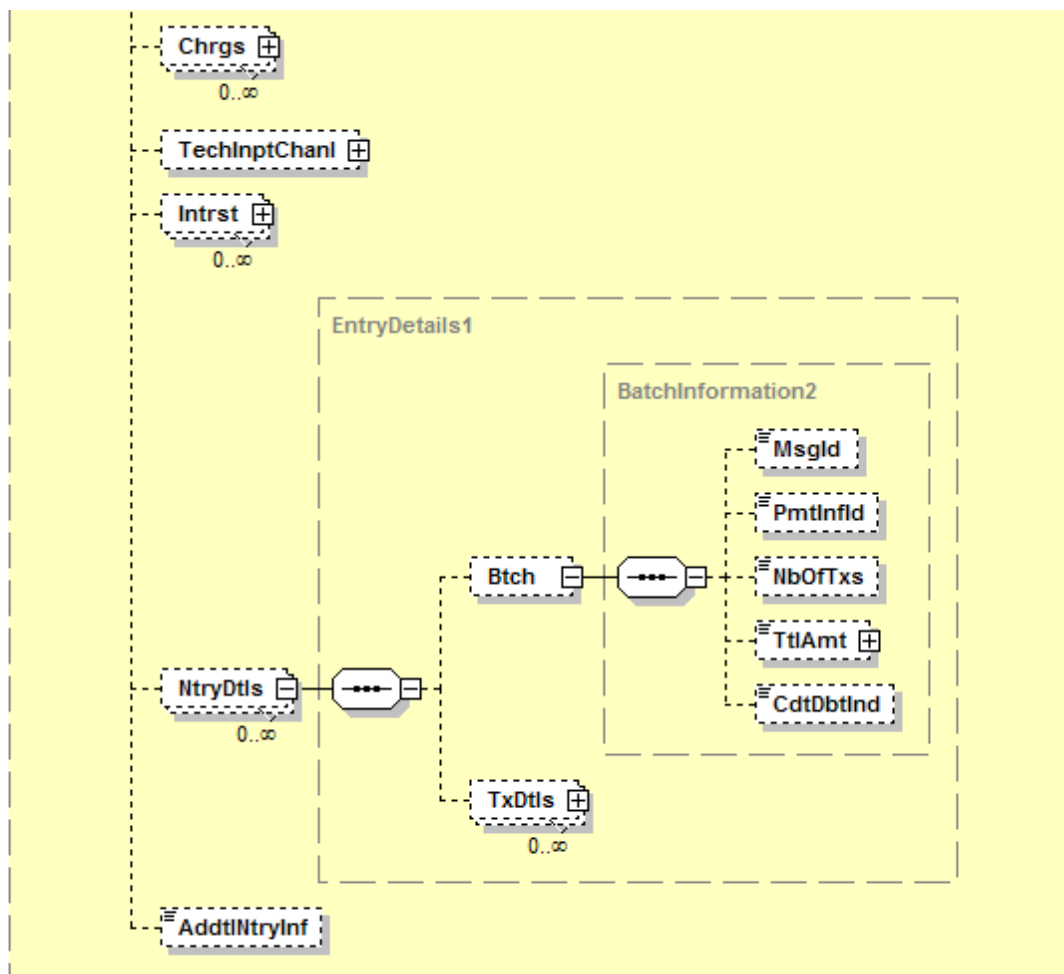 Chrgs
0..∞
TechInptChanl
Intrst
0..∞
EntryDetails1
BatchInformation2
MsgId
PmtInfId
Btch
NbOfTxs
TtlAmt
NtryDtls
CdtDbtInd
0..∞
TxDtls
0..∞
AddtlNtryInf